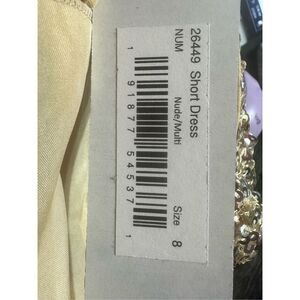 26449 Short Dress
NUM Nude/Multi Size 8
1 91877 54537 1